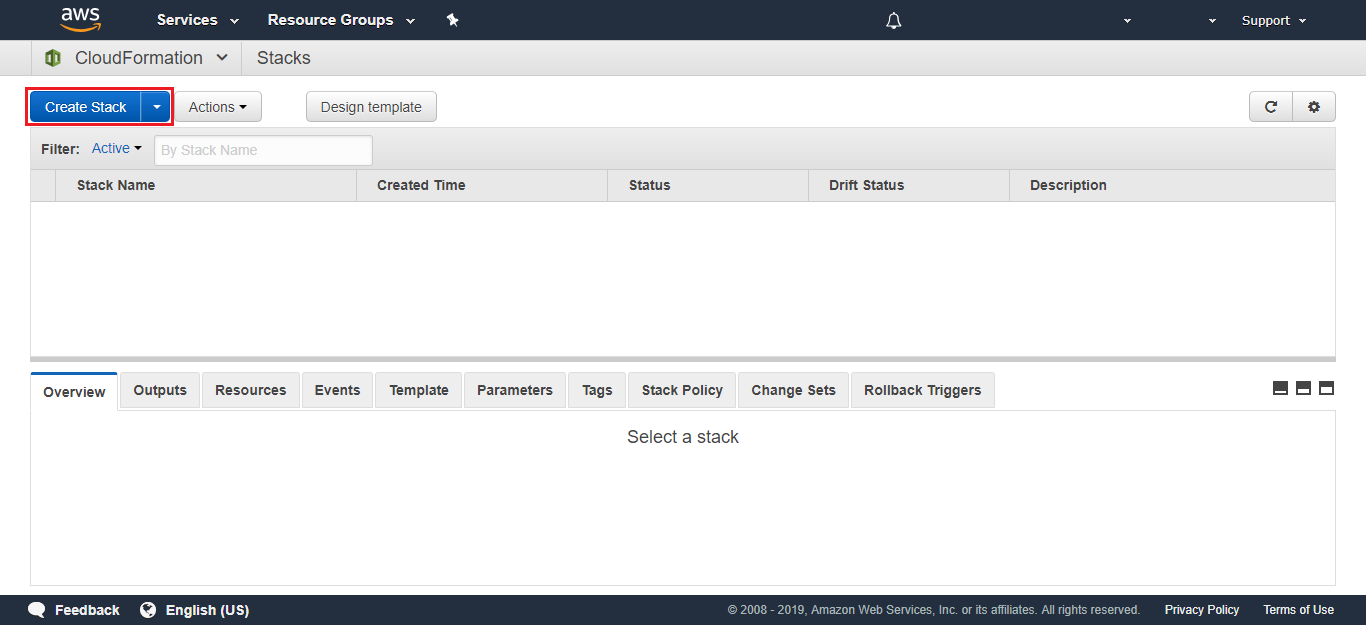 aws Services Resource Groups Support
CloudFormation Stacks
Create Stack Actions Design template
Filter: Active By Stack Name
Stack Name Created Time Status Drift Status Description
Overview Outputs Resources Events Template Parameters Tags Stack Policy Change Sets Rollback Triggers
Select a stack
Feedback English (US) © 2008 - 2019, Amazon Web Services, Inc. or its affiliates. All rights reserved. Privacy Policy Terms of Use